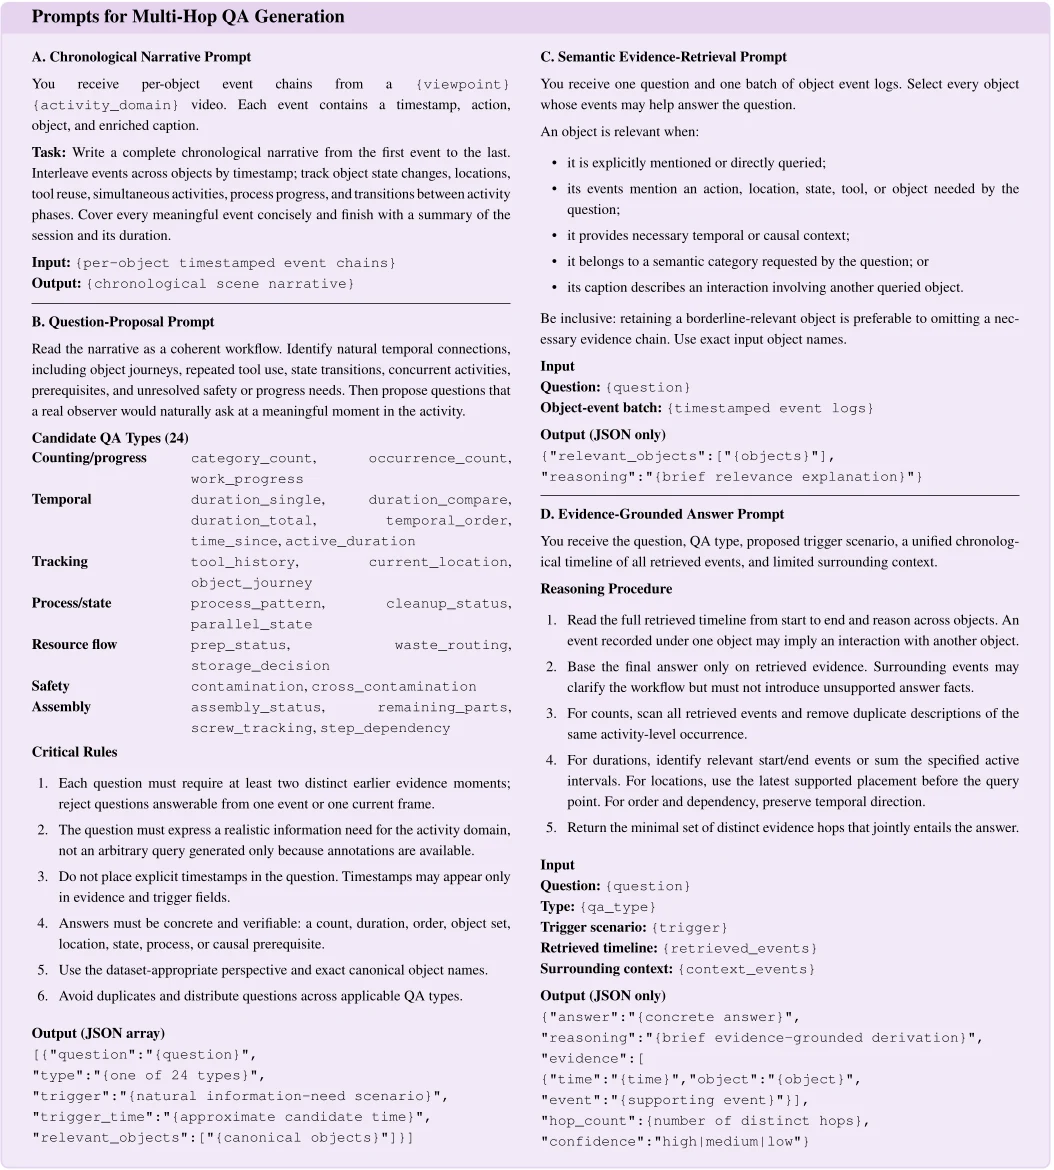 Prompts for Multi-Hop QA Generation
A. Chronological Narrative Prompt
You receive per-object event chains from a {viewpoint}
{activity_domain} video. Each event contains a timestamp, action,
object, and enriched caption.
Task: Write a complete chronological narrative from the first event to the last.
Interleave events across objects by timestamp; track object state changes, locations,
tool reuse, simultaneous activities, process progress, and transitions between activity
phases. Cover every meaningful event concisely and finish with a summary of the
session and its duration.
Input: {per-object timestamped event chains}
Output: {chronological scene narrative}
B. Question-Proposal Prompt
Read the narrative as a coherent workflow. Identify natural temporal connections,
including object journeys, repeated tool use, state transitions, concurrent activities,
prerequisites, and unresolved safety or progress needs. Then propose questions that
a real observer would naturally ask at a meaningful moment in the activity.
Candidate QA Types (24)
Counting/progress category_count, occurrence_count,
work_progress
Temporal duration_single, duration_compare,
duration_total, temporal_order,
time_since, active_duration
Tracking tool_history, current_location,
object_journey
Process/state process_pattern, cleanup_status,
parallel_state
Resource flow prep_status, waste_routing,
storage_decision
Safety contamination, cross_contamination
Assembly assembly_status, remaining_parts,
screw_tracking, step_dependency
Critical Rules
1. Each question must require at least two distinct earlier evidence moments;
reject questions answerable from one event or one current frame.
2. The question must express a realistic information need for the activity domain,
not an arbitrary query generated only because annotations are available.
3. Do not place explicit timestamps in the question. Timestamps may appear only
in evidence and trigger fields.
4. Answers must be concrete and verifiable: a count, duration, order, object set,
location, state, process, or causal prerequisite.
5. Use the dataset-appropriate perspective and exact canonical object names.
6. Avoid duplicates and distribute questions across applicable QA types.
Output (JSON array)
[{"question":"{question}",
"type":"{one of 24 types}",
"trigger":"{natural information-need scenario}",
"trigger_time":"{approximate candidate time}",
"relevant_objects":["{canonical objects}"]}]
C. Semantic Evidence-Retrieval Prompt
You receive one question and one batch of object event logs. Select every object
whose events may help answer the question.
An object is relevant when:
• it is explicitly mentioned or directly queried;
• its events mention an action, location, state, tool, or object needed by the
question;
• it provides necessary temporal or causal context;
• it belongs to a semantic category requested by the question; or
• its caption describes an interaction involving another queried object.
Be inclusive: retaining a borderline-relevant object is preferable to omitting a nec-
essary evidence chain. Use exact input object names.
Input
Question: {question}
Object-event batch: {timestamped event logs}
Output (JSON only)
{"relevant_objects":["{objects}"],
"reasoning":"{brief relevance explanation}"}
D. Evidence-Grounded Answer Prompt
You receive the question, QA type, proposed trigger scenario, a unified chronolog-
ical timeline of all retrieved events, and limited surrounding context.
Reasoning Procedure
1. Read the full retrieved timeline from start to end and reason across objects. An
event recorded under one object may imply an interaction with another object.
2. Base the final answer only on retrieved evidence. Surrounding events may
clarify the workflow but must not introduce unsupported answer facts.
3. For counts, scan all retrieved events and remove duplicate descriptions of the
same activity-level occurrence.
4. For durations, identify relevant start/end events or sum the specified active
intervals. For locations, use the latest supported placement before the query
point. For order and dependency, preserve temporal direction.
5. Return the minimal set of distinct evidence hops that jointly entails the answer.
Input
Question: {question}
Type: {qa_type}
Trigger scenario: {trigger}
Retrieved timeline: {retrieved_events}
Surrounding context: {context_events}
Output (JSON only)
{"answer":"{concrete answer}",
"reasoning":"{brief evidence-grounded derivation}",
"evidence":[
{"time":"{time}","object":"{object}",
"event":"{supporting event}"}],
"hop_count":{number of distinct hops},
"confidence":"high|medium|low"}